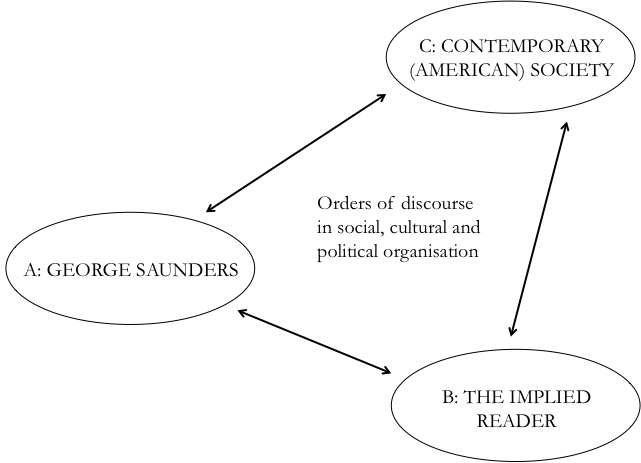 C: CONTEMPORARY
(AMERICAN) SOCIETY
Orders of discourse
in social, cultural and
political organisation
A: GEORGE SAUNDERS
B: THE IMPLIED
READER